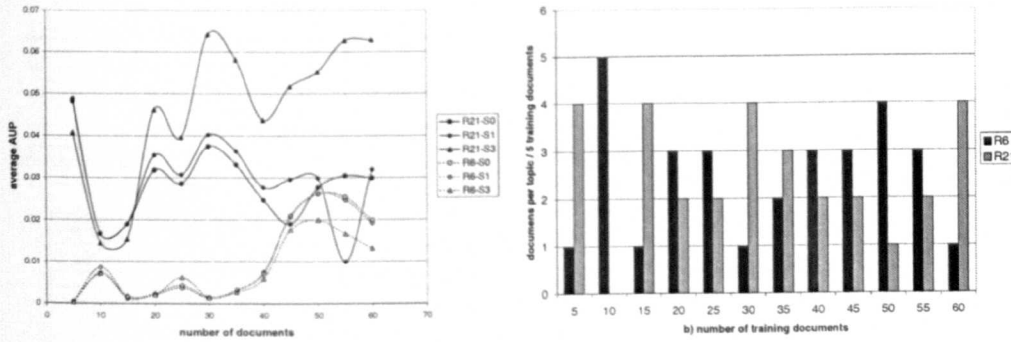 0.07
0.06
0.05
0.04
0.03
0.02
0.01
0
average AUP
0 10 20 30 40 50 60 70
number of documents
R21-S0
R21-S1
R21-S3
R6-S0
R6-S1
R6-S3
6
5
4
3
2
1
0
documens per topic / 5 training documents
5 10 15 20 25 30 35 40 45 50 55 60
b) number of training documents
R6
R2